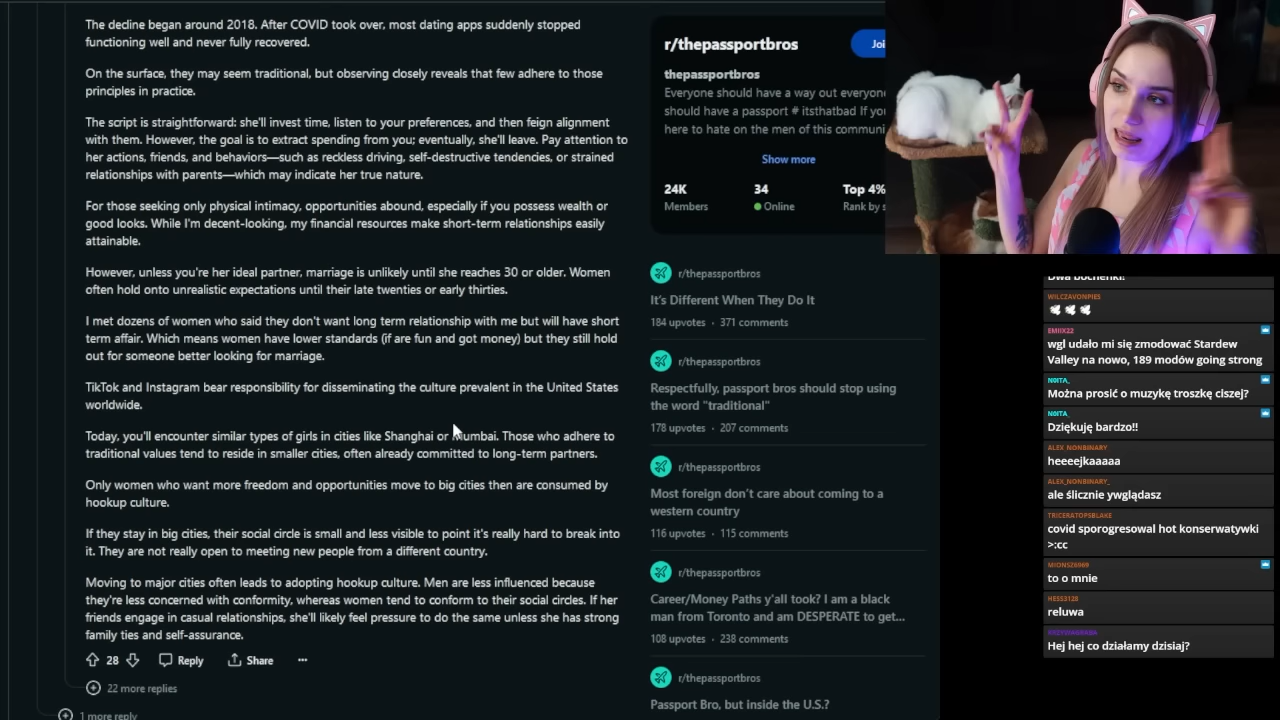 The decline began around 2018. After COVID took over, most dating apps suddenly stopped
functioning well and never fully recovered.
On the surface, they may seem traditional, but observing closely reveals that few adhere to those
principles in practice.
The script is straightforward: she'll invest time, listen to your preferences, and then feign alignment
with them. However, the goal is to extract spending from you; eventually, she'll leave. Pay attention to
her actions, friends, and behaviors—such as reckless driving, self-destructive tendencies, or strained
relationships with parents—which may indicate her true nature.
For those seeking only physical intimacy, opportunities abound, especially if you possess wealth or
good looks. While I'm decent-looking, my financial resources make short-term relationships easily
attainable.
However, unless you're her ideal partner, marriage is unlikely until she reaches 30 or older. Women
often hold onto unrealistic expectations until their late twenties or early thirties.
I met dozens of women who said they don't want long term relationship with me but will have short
term affair. Which means women have lower standards (if are fun and got money) but they still hold
out for someone better looking for marriage.
TikTok and Instagram bear responsibility for disseminating the culture prevalent in the United States
worldwide.
Today, you'll encounter similar types of girls in cities like Shanghai or Mumbai. Those who adhere to
traditional values tend to reside in smaller cities, often already committed to long-term partners.
Only women who want more freedom and opportunities move to big cities then are consumed by
hookup culture.
If they stay in big cities, their social circle is small and less visible to point it's really hard to break into
it. They are not really open to meeting new people from a different country.
Moving to major cities often leads to adopting hookup culture. Men are less influenced because
they're less concerned with conformity, whereas women tend to conform to their social circles. If her
friends engage in casual relationships, she'll likely feel pressure to do the same unless she has strong
family ties and self-assurance.
28 Reply Share
22 more replies
1 more reply
r/thepassportbros
Joi
thepassportbros
Everyone should have a way out everyone
should have a passport # itsthatbad If you
here to hate on the men of this communi
Show more
24K 34 Top 4%
Members Online Rank by s
r/thepassportbros
It's Different When They Do It
184 upvotes · 371 comments
r/thepassportbros
Respectfully, passport bros should stop using
the word "traditional"
178 upvotes · 207 comments
r/thepassportbros
Most foreign don't care about coming to a
western country
116 upvotes · 115 comments
r/thepassportbros
Career/Money Paths y'all took? I am a black
man from Toronto and am DESPERATE to get...
108 upvotes · 238 comments
r/thepassportbros
Passport Bro, but inside the U.S.?
Dwa bochenki!
WILCZAVONPIES
EMIIX22
wgl udało mi się zmodować Stardew
Valley na nowo, 189 modów going strong
N0ITA_
Można prosić o muzykę troszkę ciszej?
N0ITA_
Dziękuję bardzo!!
ALEX_NONBINARY_
heeeejkaaaaa
ALEX_NONBINARY_
ale ślicznie ywglądasz
TRICERATOPSBLAKE
covid sporogresował hot konserwatywki
>:cc
MIONSZ6969
to o mnie
HESS3128
reluwa
Hej hej co działamy dzisiaj?